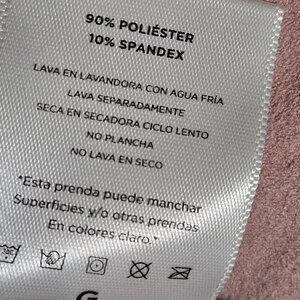 90% POLIÉSTER
10% SPANDEX
LAVA EN LAVANDORA CON AGUA FRÍA
LAVA SEPARADAMENTE
SECA EN SECADORA CICLO LENTO
NO PLANCHA
NO LAVA EN SECO
*Esta prenda puede manchar
Superficies y/o otras prendas
En colores claro.*